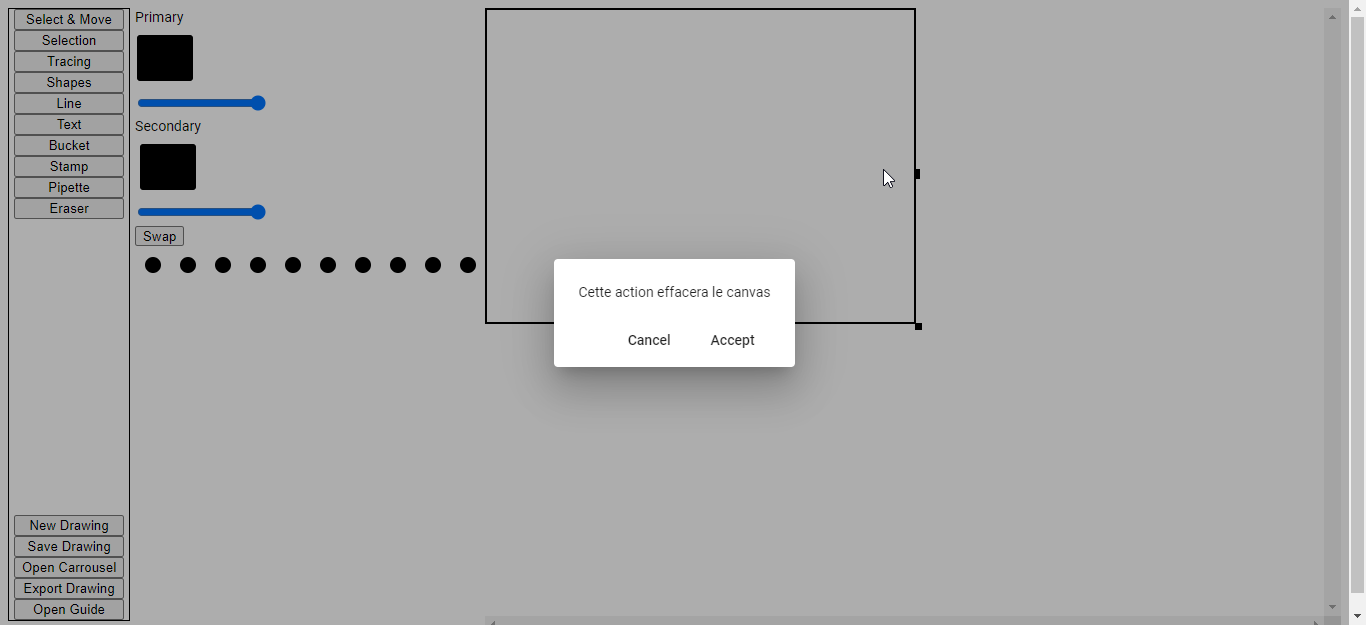 Select & Move
Selection
Tracing
Shapes
Line
Text
Bucket
Stamp
Pipette
Eraser
New Drawing
Save Drawing
Open Carrousel
Export Drawing
Open Guide
Primary
Secondary
Swap
Cette action effacera le canvas
Cancel Accept